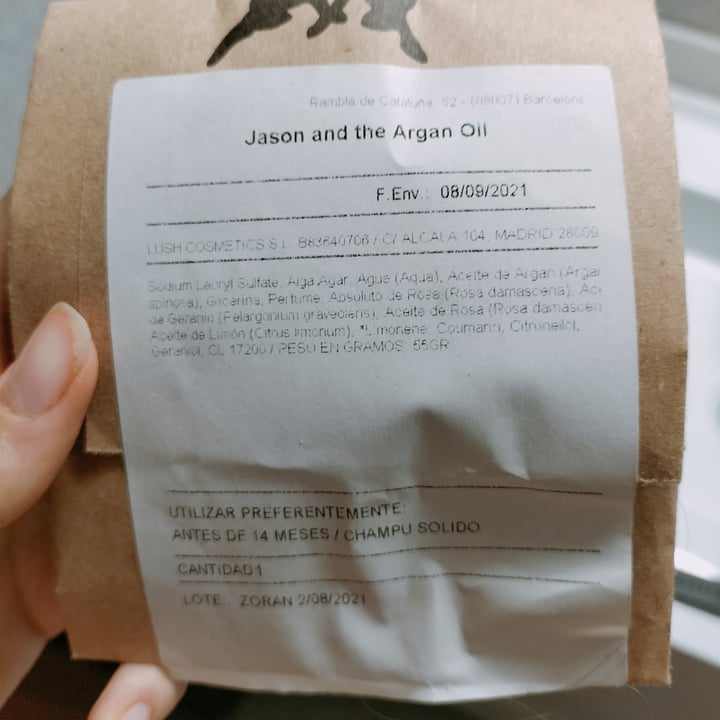 Rambla de Cataluña, 52 - (08007) Barcelona
Jason and the Argan Oil
F.Env.: 08/09/2021
LUSH COSMETICS S.L. B83640706 / C/ ALCALA 104, MADRID 28009
Sodium Lauryl Sulfate, Alga Agar, Agua (Aqua), Aceite de Argan (Argai
spinosa), Glicerina, Perfume, Absoluto de Rosa (Rosa damascena), Ace
de Geranio (Pelargonium graveolens), Aceite de Rosa (Rosa damascen
Aceite de Limón (Citrus limonum), *Limonene, Coumarin, Citronellol,
Geraniol, CL 17200 / PESO EN GRAMOS: 55GR
UTILIZAR PREFERENTEMENTE:
ANTES DE 14 MESES / CHAMPU SOLIDO
CANTIDAD 1
LOTE: ZORAN 2/08/2021